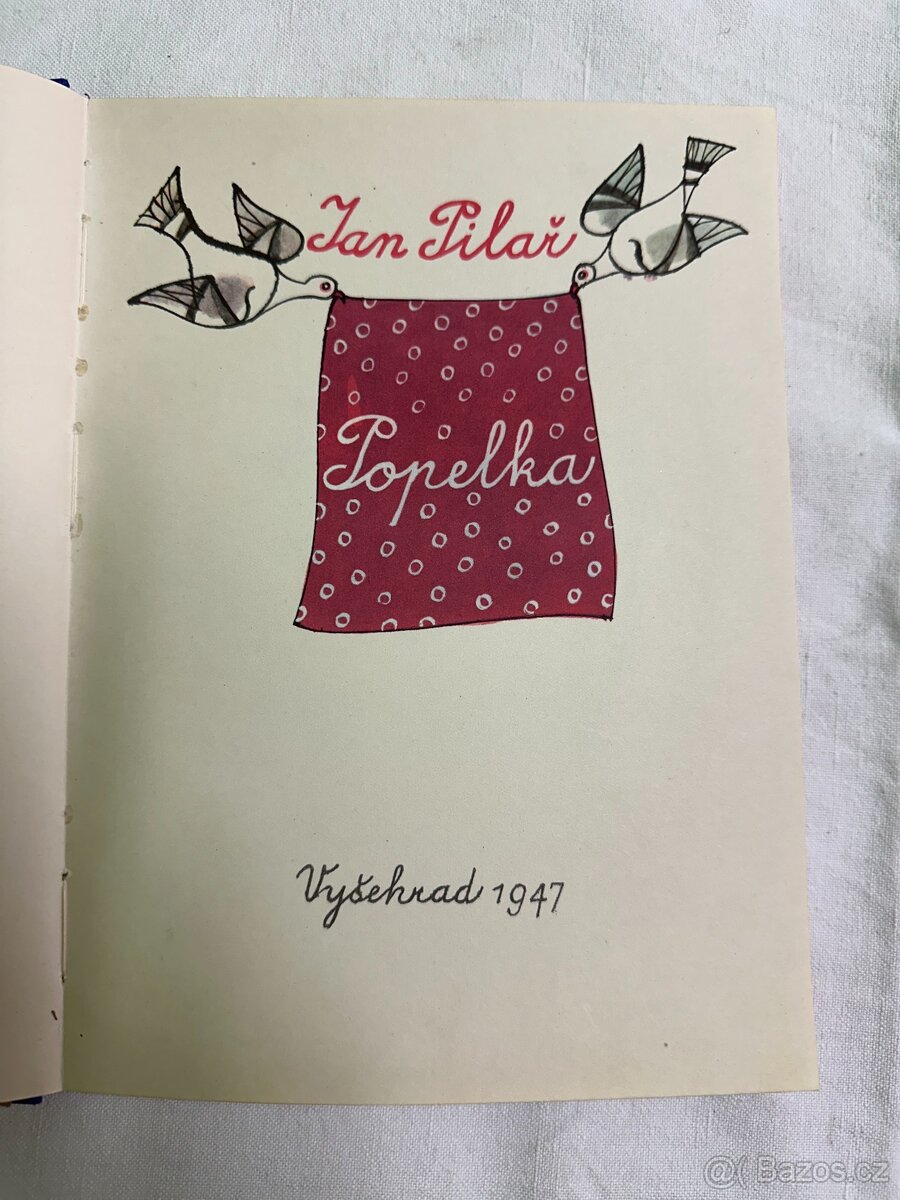 Jan Pilař
Popelka
Vyšehrad 1947
@( Bazos.cz